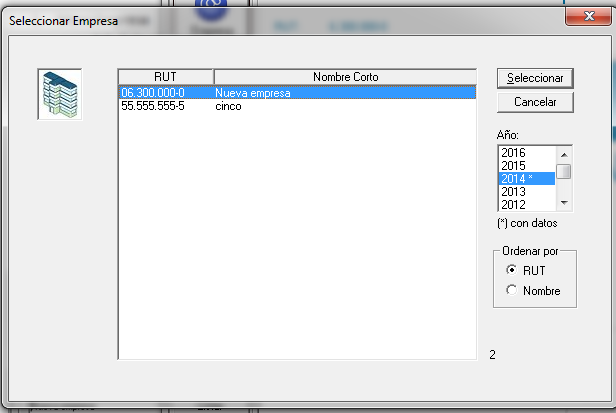 Seleccionar Empresa
RUT Nombre Corto
06.300.000-0 Nueva empresa
55.555.555-5 cinco
Seleccionar
Cancelar
Año:
2016
2015
2014 *
2013
2012
(*) con datos
Ordenar por
RUT
Nombre
2